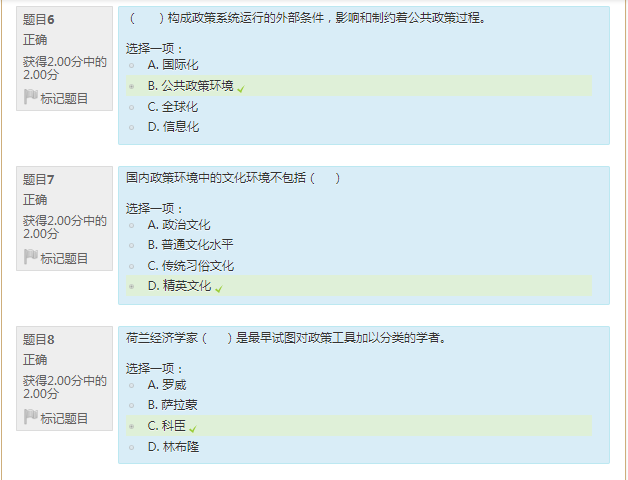 题目6
正确
获得2.00分中的
2.00分
标记题目
（　　）构成政策系统运行的外部条件，影响和制约着公共政策过程。
选择一项：
A. 国际化
B. 公共政策环境
C. 全球化
D. 信息化
题目7
正确
获得2.00分中的
2.00分
标记题目
国内政策环境中的文化环境不包括（　　）
选择一项：
A. 政治文化
B. 普通文化水平
C. 传统习俗文化
D. 精英文化
题目8
正确
获得2.00分中的
2.00分
标记题目
荷兰经济学家（　　）是最早试图对政策工具加以分类的学者。
选择一项：
A. 罗威
B. 萨拉蒙
C. 科臣
D. 林布隆